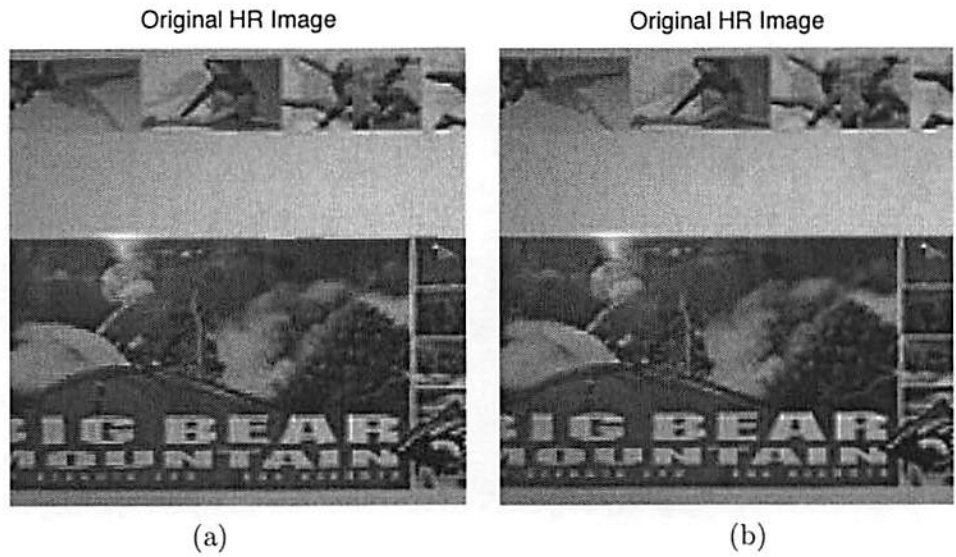 Original HR Image
Original HR Image
BIG BEAR
MOUNTAIN
BIG BEAR
MOUNTAIN
(a)
(b)